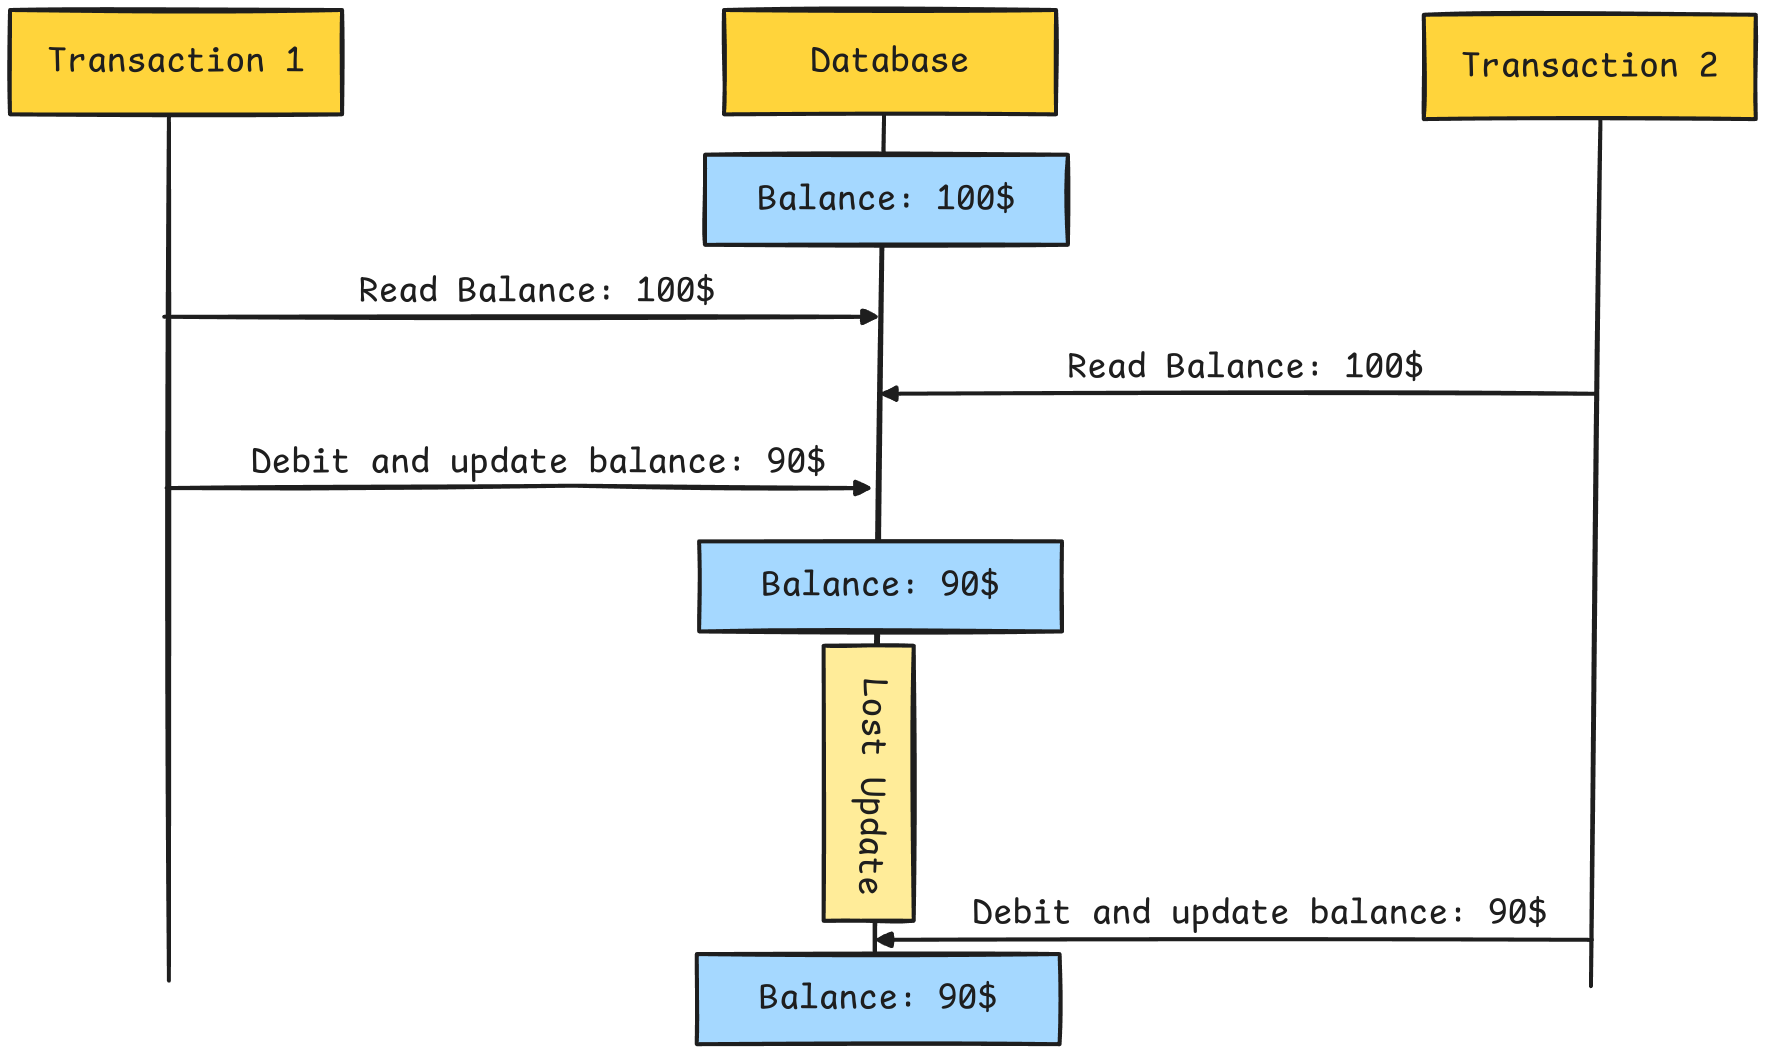 Transaction 1
Database
Transaction 2
Balance: 100$
Read Balance: 100$
Read Balance: 100$
Debit and update balance: 90$
Balance: 90$
Lost Update
Debit and update balance: 90$
Balance: 90$